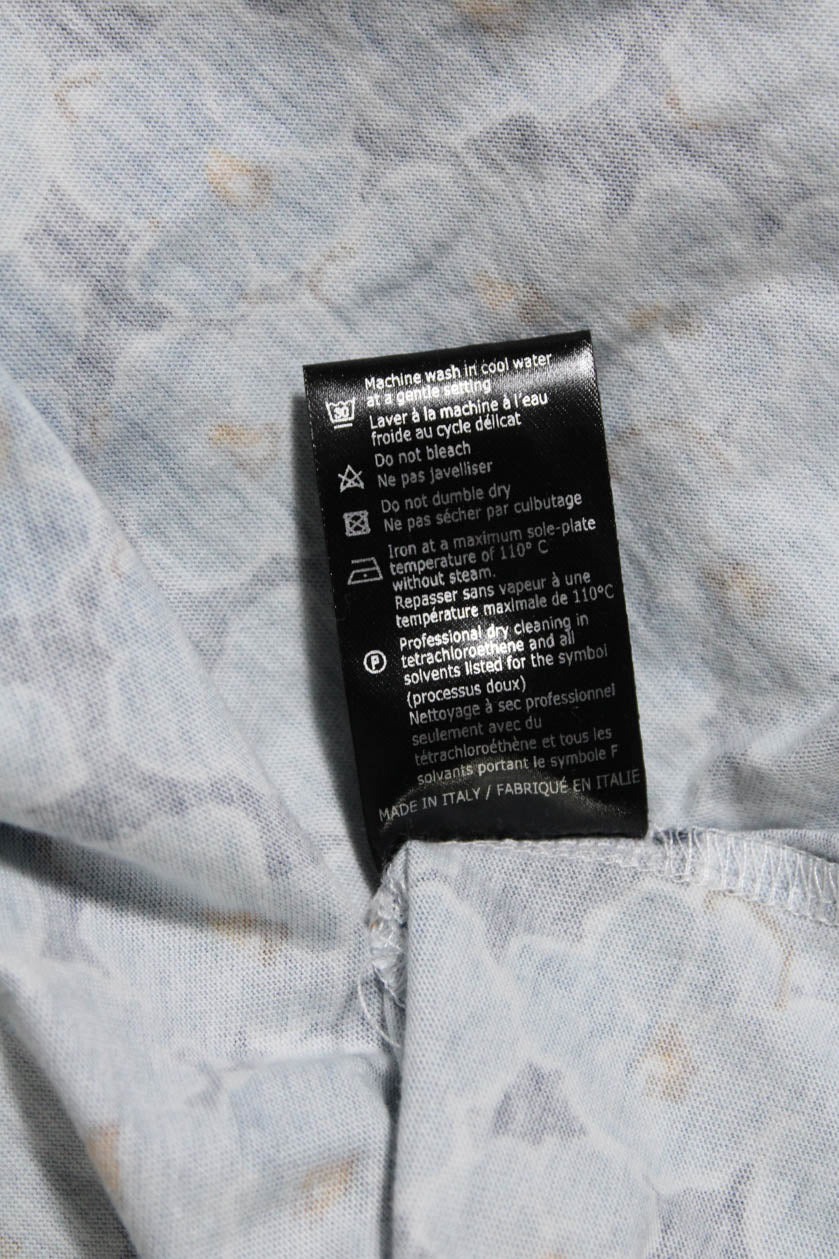 Machine wash in cool water
at a gentle setting
30
Laver à la machine à l'eau
froide au cycle délicat
Do not bleach
Ne pas javelliser
Do not dumble dry
Ne pas sécher par culbutage
Iron at a maximum sole-plate
temperature of 110° C
without steam.
Repasser sans vapeur à une
température maximale de 110°C
Professional dry cleaning in
tetrachloroethene and all
P
solvents listed for the symbol
(processus doux)
Nettoyage à sec professionnel
seulement avec du
tétrachloroéthène et tous les
solvants portant le symbole F
MADE IN ITALY / FABRIQUÉ EN ITALIE